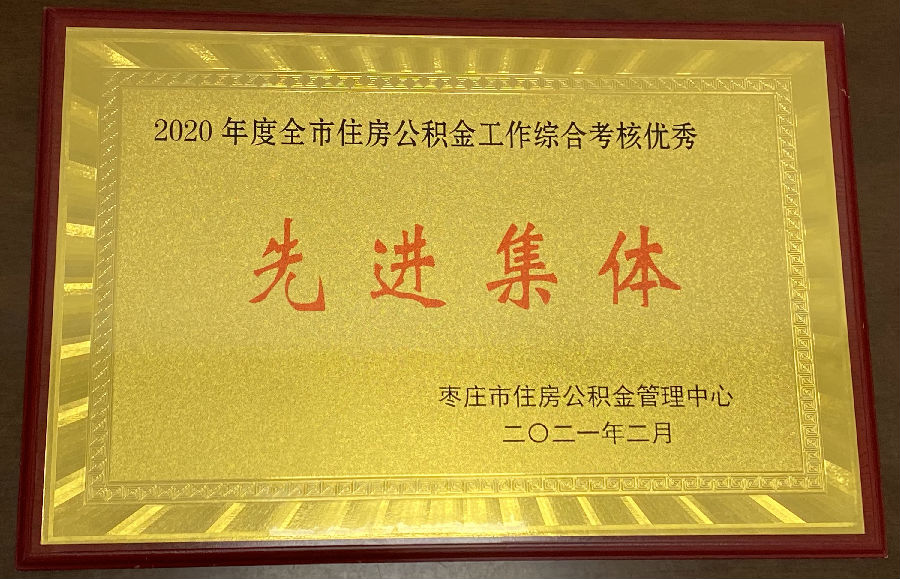 2020 年度全市住房公积金工作综合考核优秀
先进集体
枣庄市住房公积金管理中心
二〇二一年二月